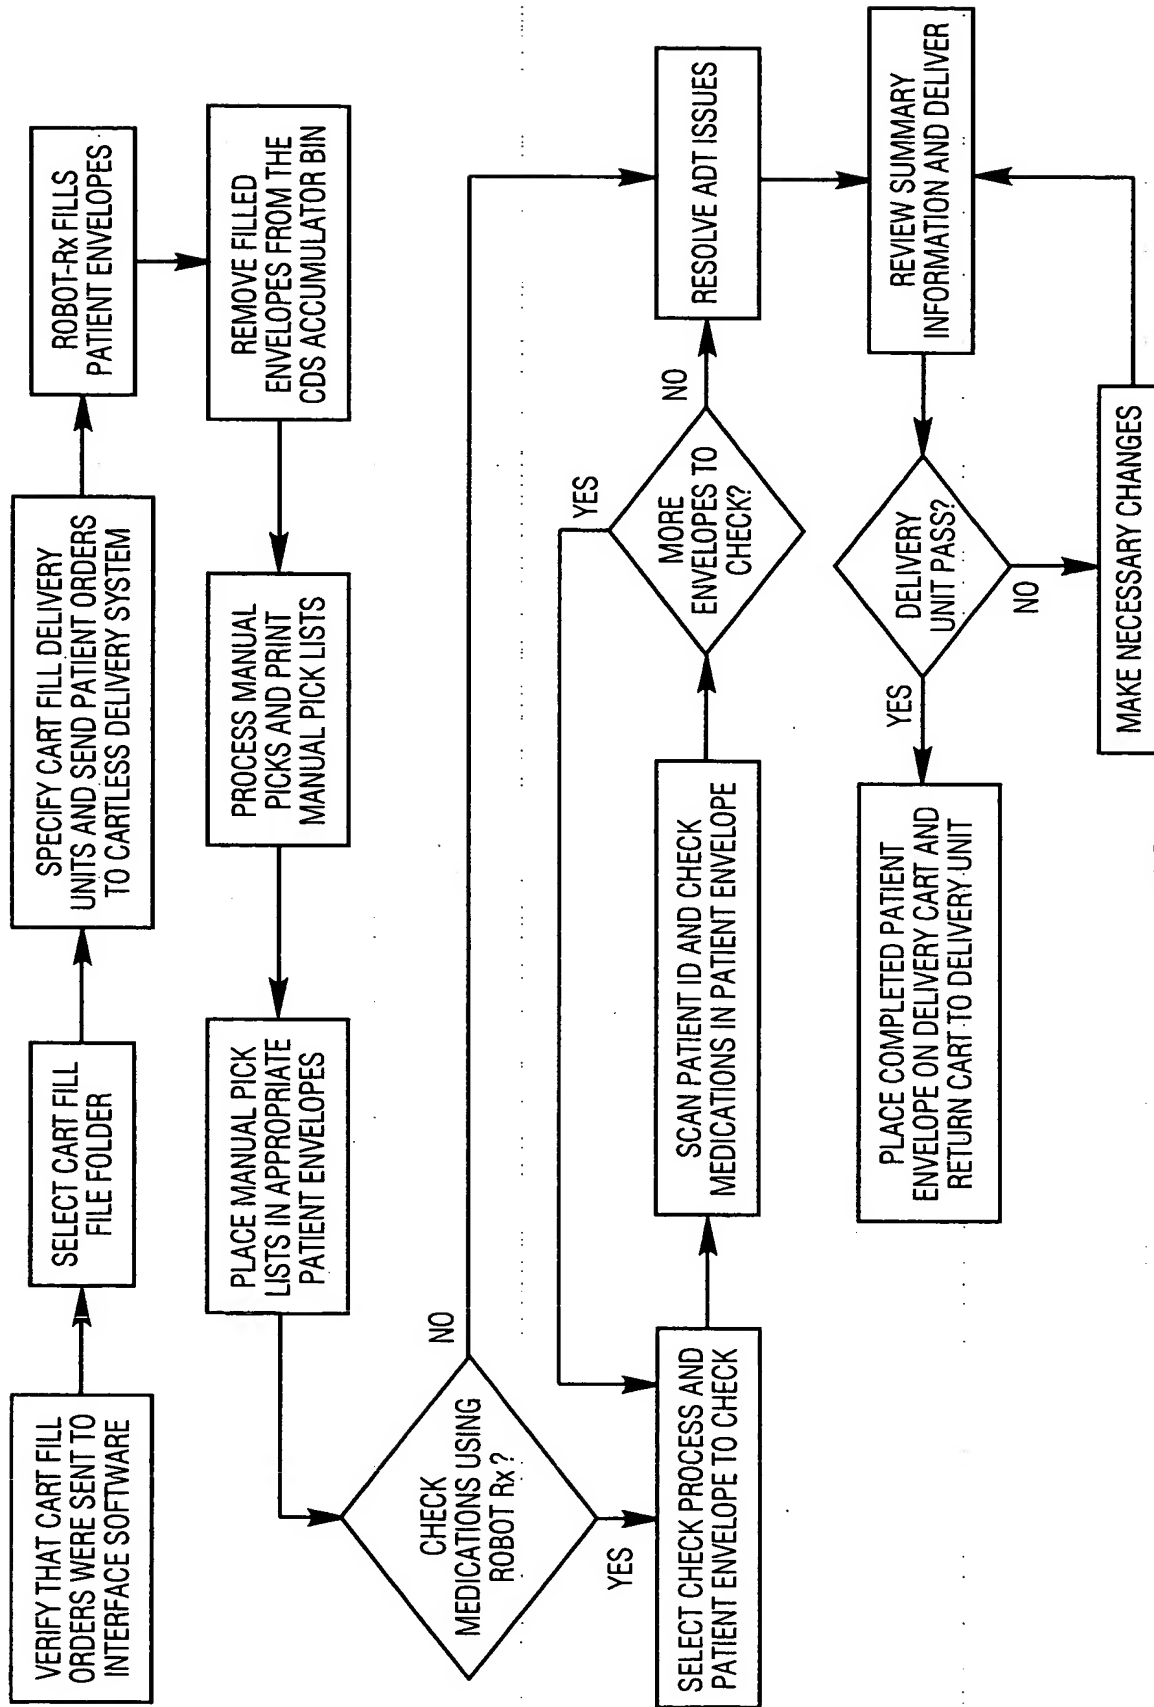 VERIFY THAT CART FILL
ORDERS WERE SENT TO
INTERFACE SOFTWARE
SELECT CART FILL
FILE FOLDER
SPECIFY CART FILL DELIVERY
UNITS AND SEND PATIENT ORDERS
TO CARTLESS DELIVERY SYSTEM
ROBOT-Rx FILLS
PATIENT ENVELOPES
REMOVE FILLED
ENVELOPES FROM THE
CDS ACCUMULATOR BIN
PROCESS MANUAL
PICKS AND PRINT
MANUAL PICK LISTS
PLACE MANUAL PICK
LISTS IN APPROPRIATE
PATIENT ENVELOPES
CHECK
MEDICATIONS USING
ROBOT Rx?
NO
YES
SELECT CHECK PROCESS AND
PATIENT ENVELOPE TO CHECK
SCAN PATIENT ID AND CHECK
MEDICATIONS IN PATIENT ENVELOPE
MORE
ENVELOPES TO
CHECK?
YES
NO
RESOLVE ADT ISSUES
REVIEW SUMMARY
INFORMATION AND DELIVER
DELIVERY
UNIT PASS?
YES
NO
PLACE COMPLETED PATIENT
ENVELOPE ON DELIVERY CART AND
RETURN CART TO DELIVERY UNIT
MAKE NECESSARY CHANGES